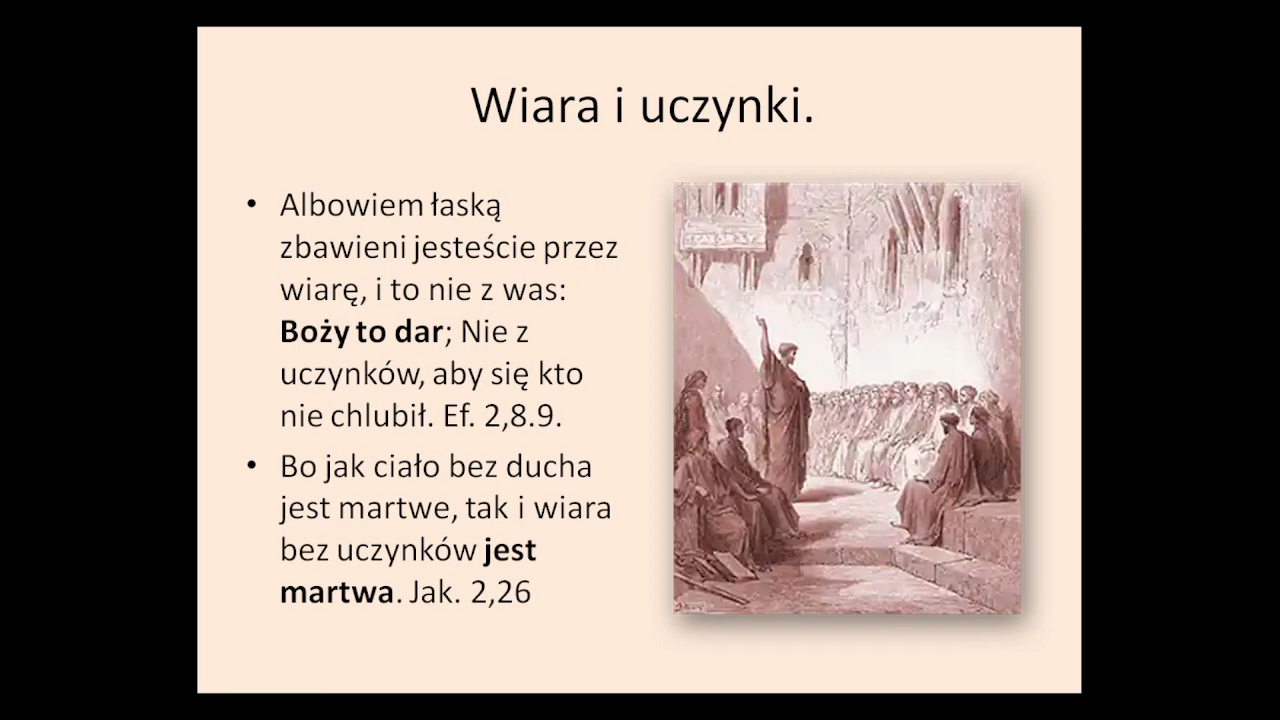 Wiara i uczynki.
• Albowiem łaską
zbawieni jesteście przez
wiarę, i to nie z was:
Boży to dar; Nie z
uczynków, aby się kto
nie chlubił. Ef. 2,8.9.
• Bo jak ciało bez ducha
jest martwe, tak i wiara
bez uczynków jest
martwa. Jak. 2,26